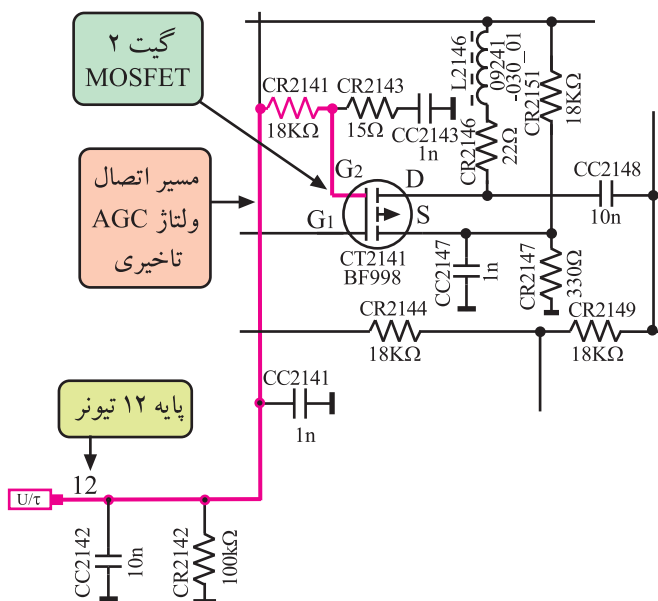 گیت ۲
MOSFET
CR2141
18KΩ
CR2143
15Ω
CC2143
1n
L2146
09241
-030_01
CR2146
22Ω
CR2151
18KΩ
مسیر اتصال
ولتاژ AGC
تاخیری
G2
D
G1
S
CT2141
BF998
CC2148
10n
CC2147
1n
CR2147
330Ω
CR2144
18KΩ
CR2149
18KΩ
CC2141
1n
پایه ۱۲ تیونر
12
U/τ
CC2142
10n
CR2142
100kΩ